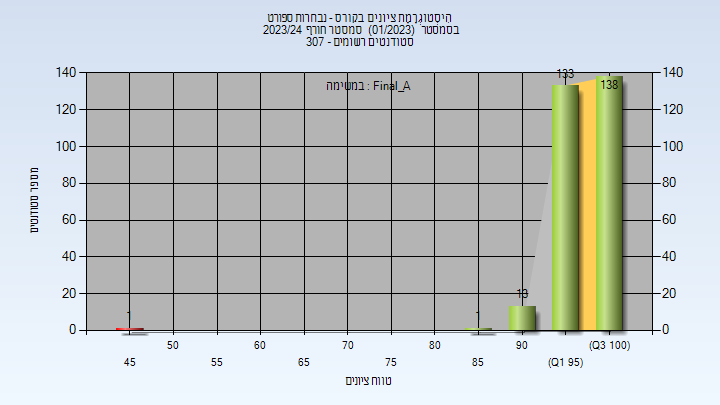 היסטוגרמת ציונים בקורס - נבחרות ספורט
בסמסטר (01/2023) סמסטר חורף 2023/24
סטודנטים רשומים - 307
במשימה : Final_A
140 140
120 120
100 100
80 80
60 60
40 40
20 20
0 0
1 1 13 133 138
50 60 70 80 90 (Q3 100)
45 55 65 75 85 (Q1 95)
מספר סטודנטים
טווח ציונים